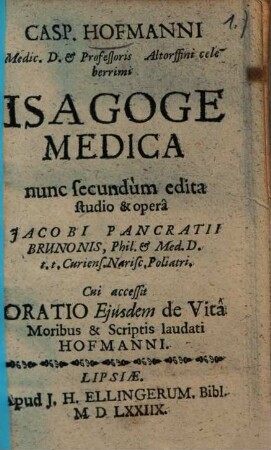 CASP. HOFMANNI
Medic. D. & Professoris Altorffini cele-
berrimi
ISAGOGE
MEDICA
nunc secundùm edita
studio & operâ
JACOBI PANCRATII
BRUNONIS, Phil. & Med. D.
t. t. Curiens. Narisc. Poliatri.
Cui accessit
ORATIO Ejusdem de Vitâ
Moribus & Scriptis laudati
HOFMANNI.
LIPSIÆ.
Apud J. H. ELLINGERUM. Bibl.
M D LXXIIX.
1.)